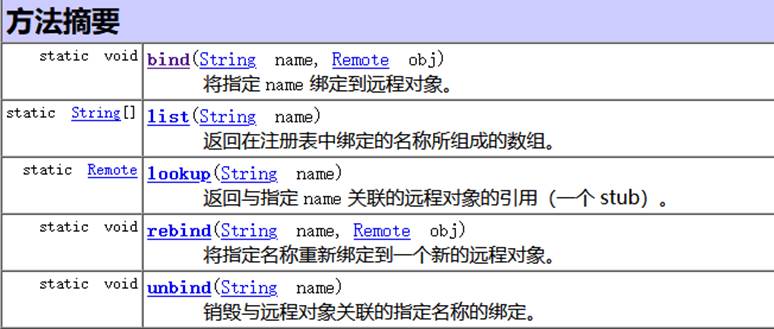 方法摘要
static void bind(String name, Remote obj)
将指定 name 绑定到远程对象。
static String[] list(String name)
返回在注册表中绑定的名称所组成的数组。
static Remote lookup(String name)
返回与指定 name 关联的远程对象的引用（一个 stub）。
static void rebind(String name, Remote obj)
将指定名称重新绑定到一个新的远程对象。
static void unbind(String name)
销毁与远程对象关联的指定名称的绑定。